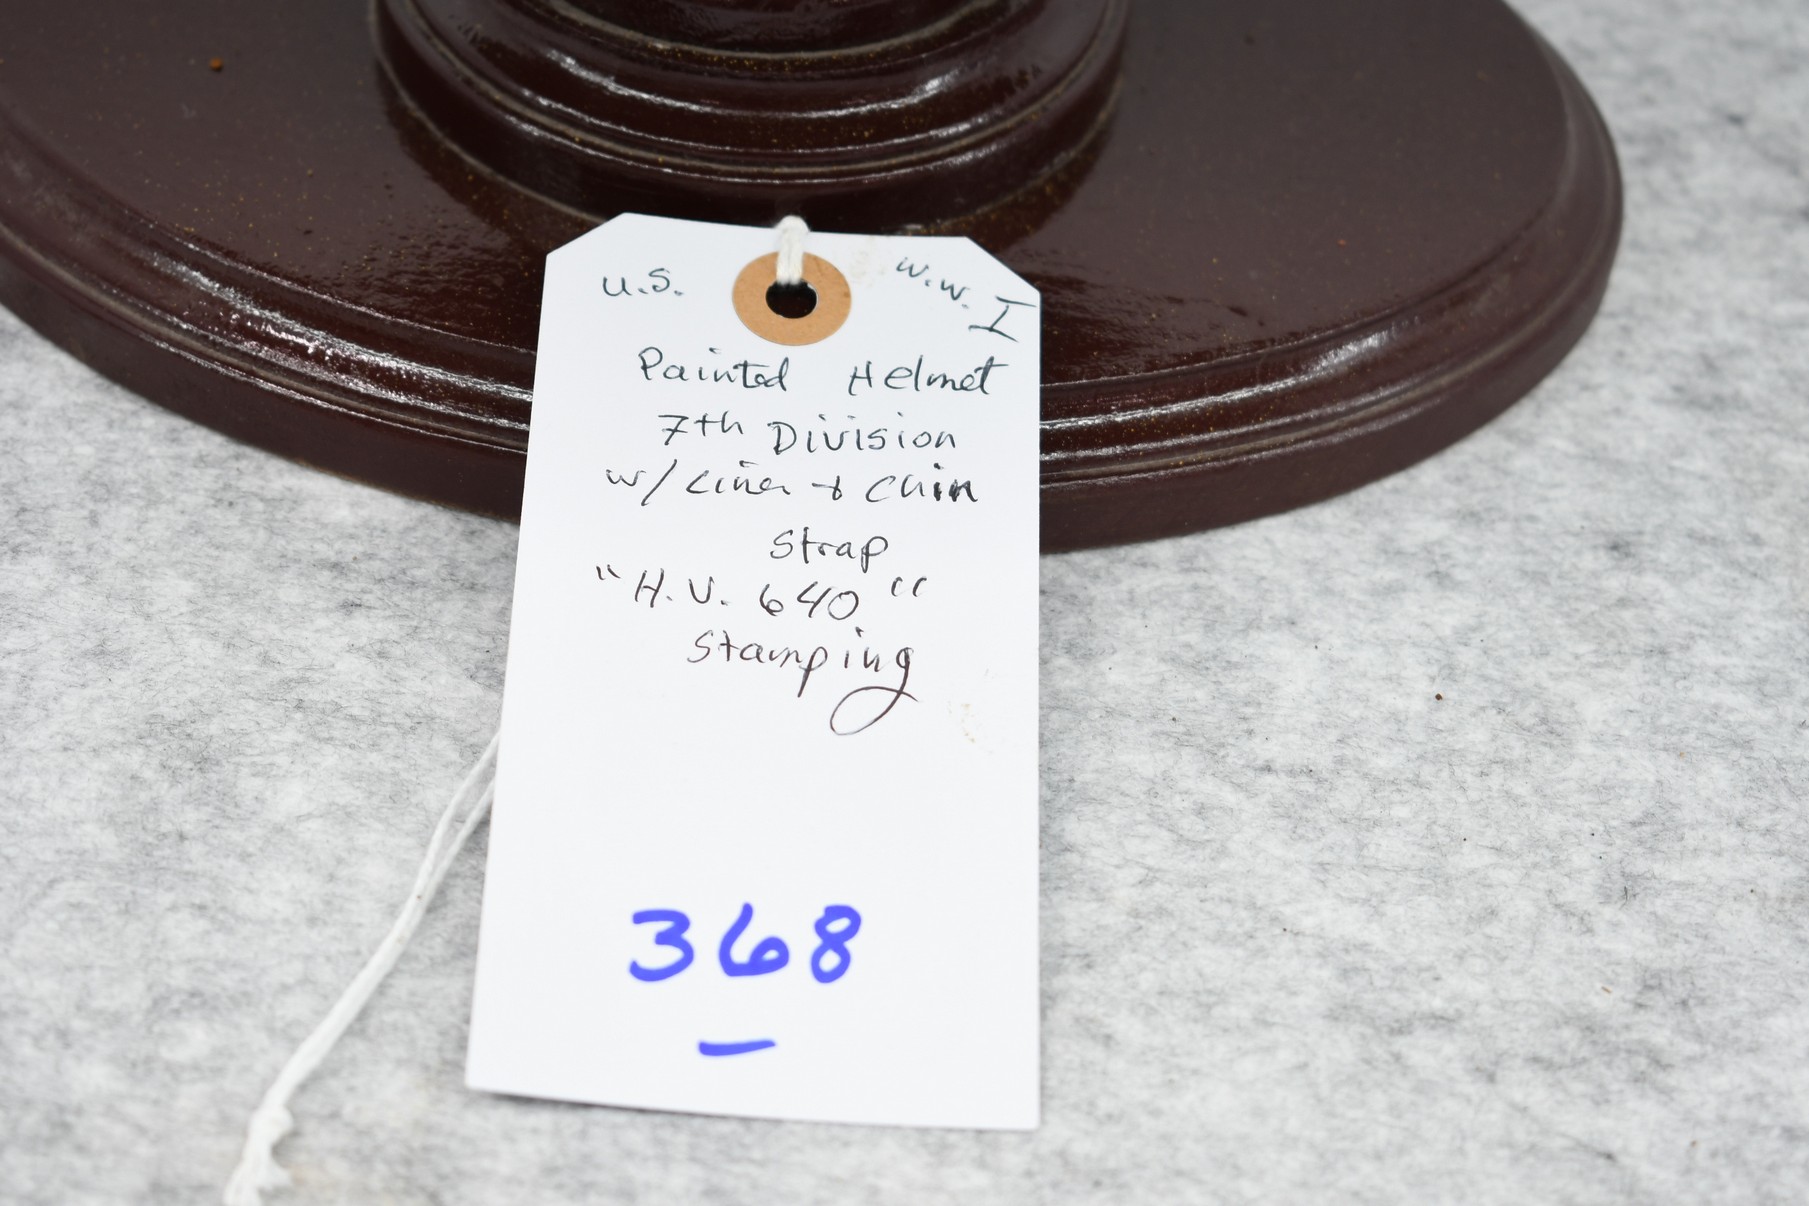 U.S. W.W. I
Painted Helmet
7th Division
w/ Liner & Chin
Strap
"H.V. 640"
Stamping
368